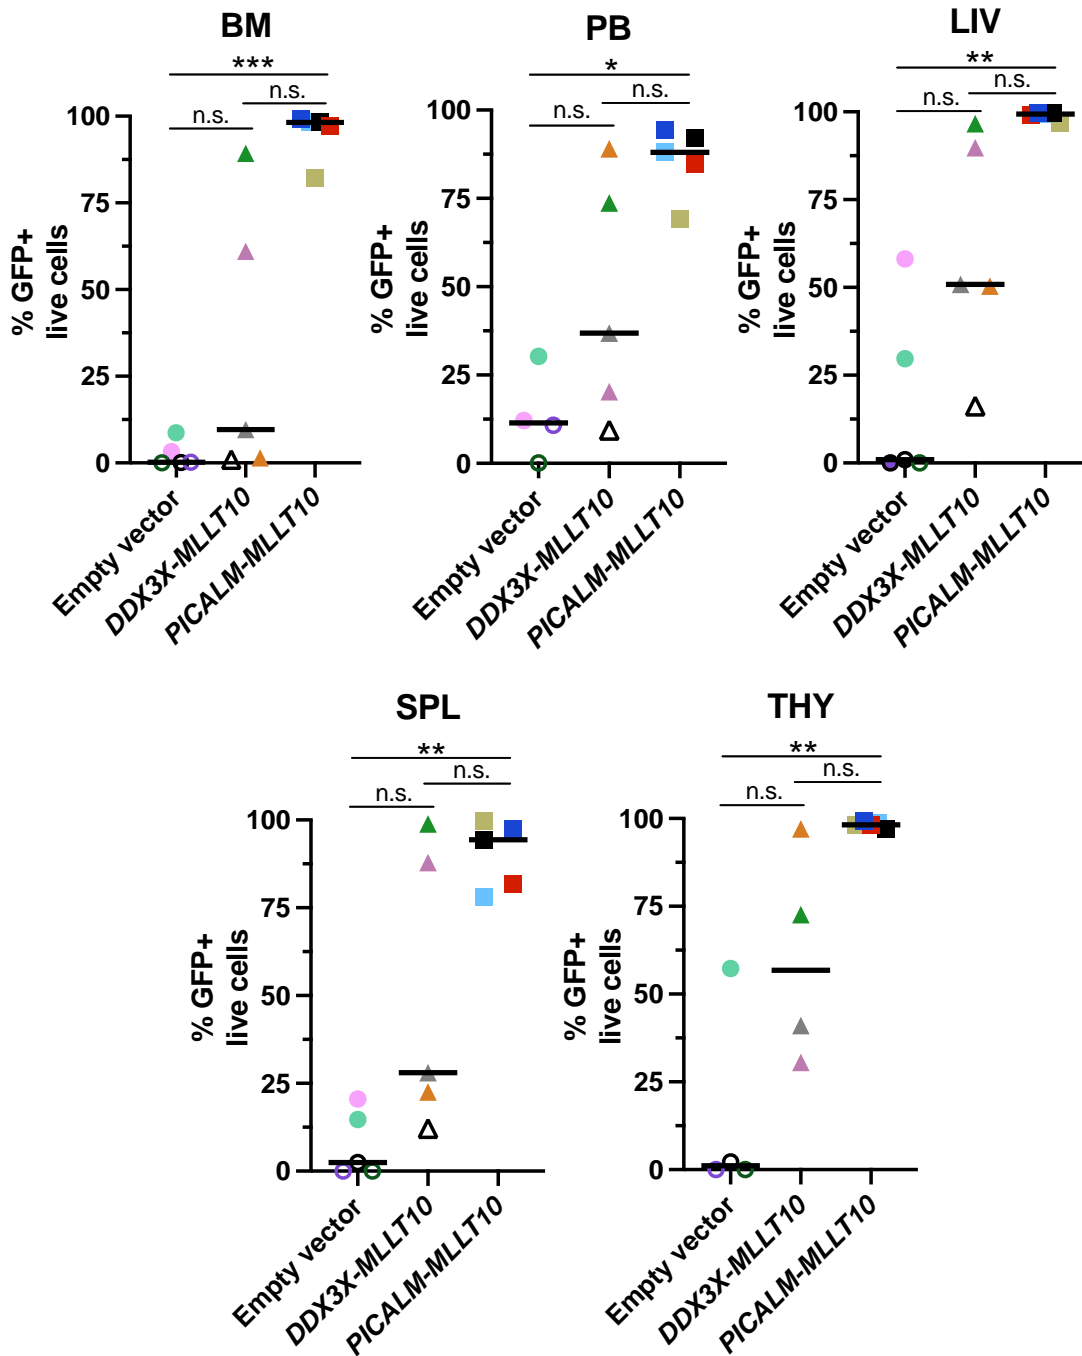 BM
***
n.s.
n.s.
% GFP+
live cells
100
75
50
25
0
Empty vector
DDX3X-MLLT10
PICALM-MLLT10
PB
*
n.s.
n.s.
% GFP+
live cells
100
75
50
25
0
Empty vector
DDX3X-MLLT10
PICALM-MLLT10
LIV
**
n.s.
n.s.
% GFP+
live cells
100
75
50
25
0
Empty vector
DDX3X-MLLT10
PICALM-MLLT10
SPL
**
n.s.
n.s.
% GFP+
live cells
100
75
50
25
0
Empty vector
DDX3X-MLLT10
PICALM-MLLT10
THY
**
n.s.
n.s.
% GFP+
live cells
100
75
50
25
0
Empty vector
DDX3X-MLLT10
PICALM-MLLT10